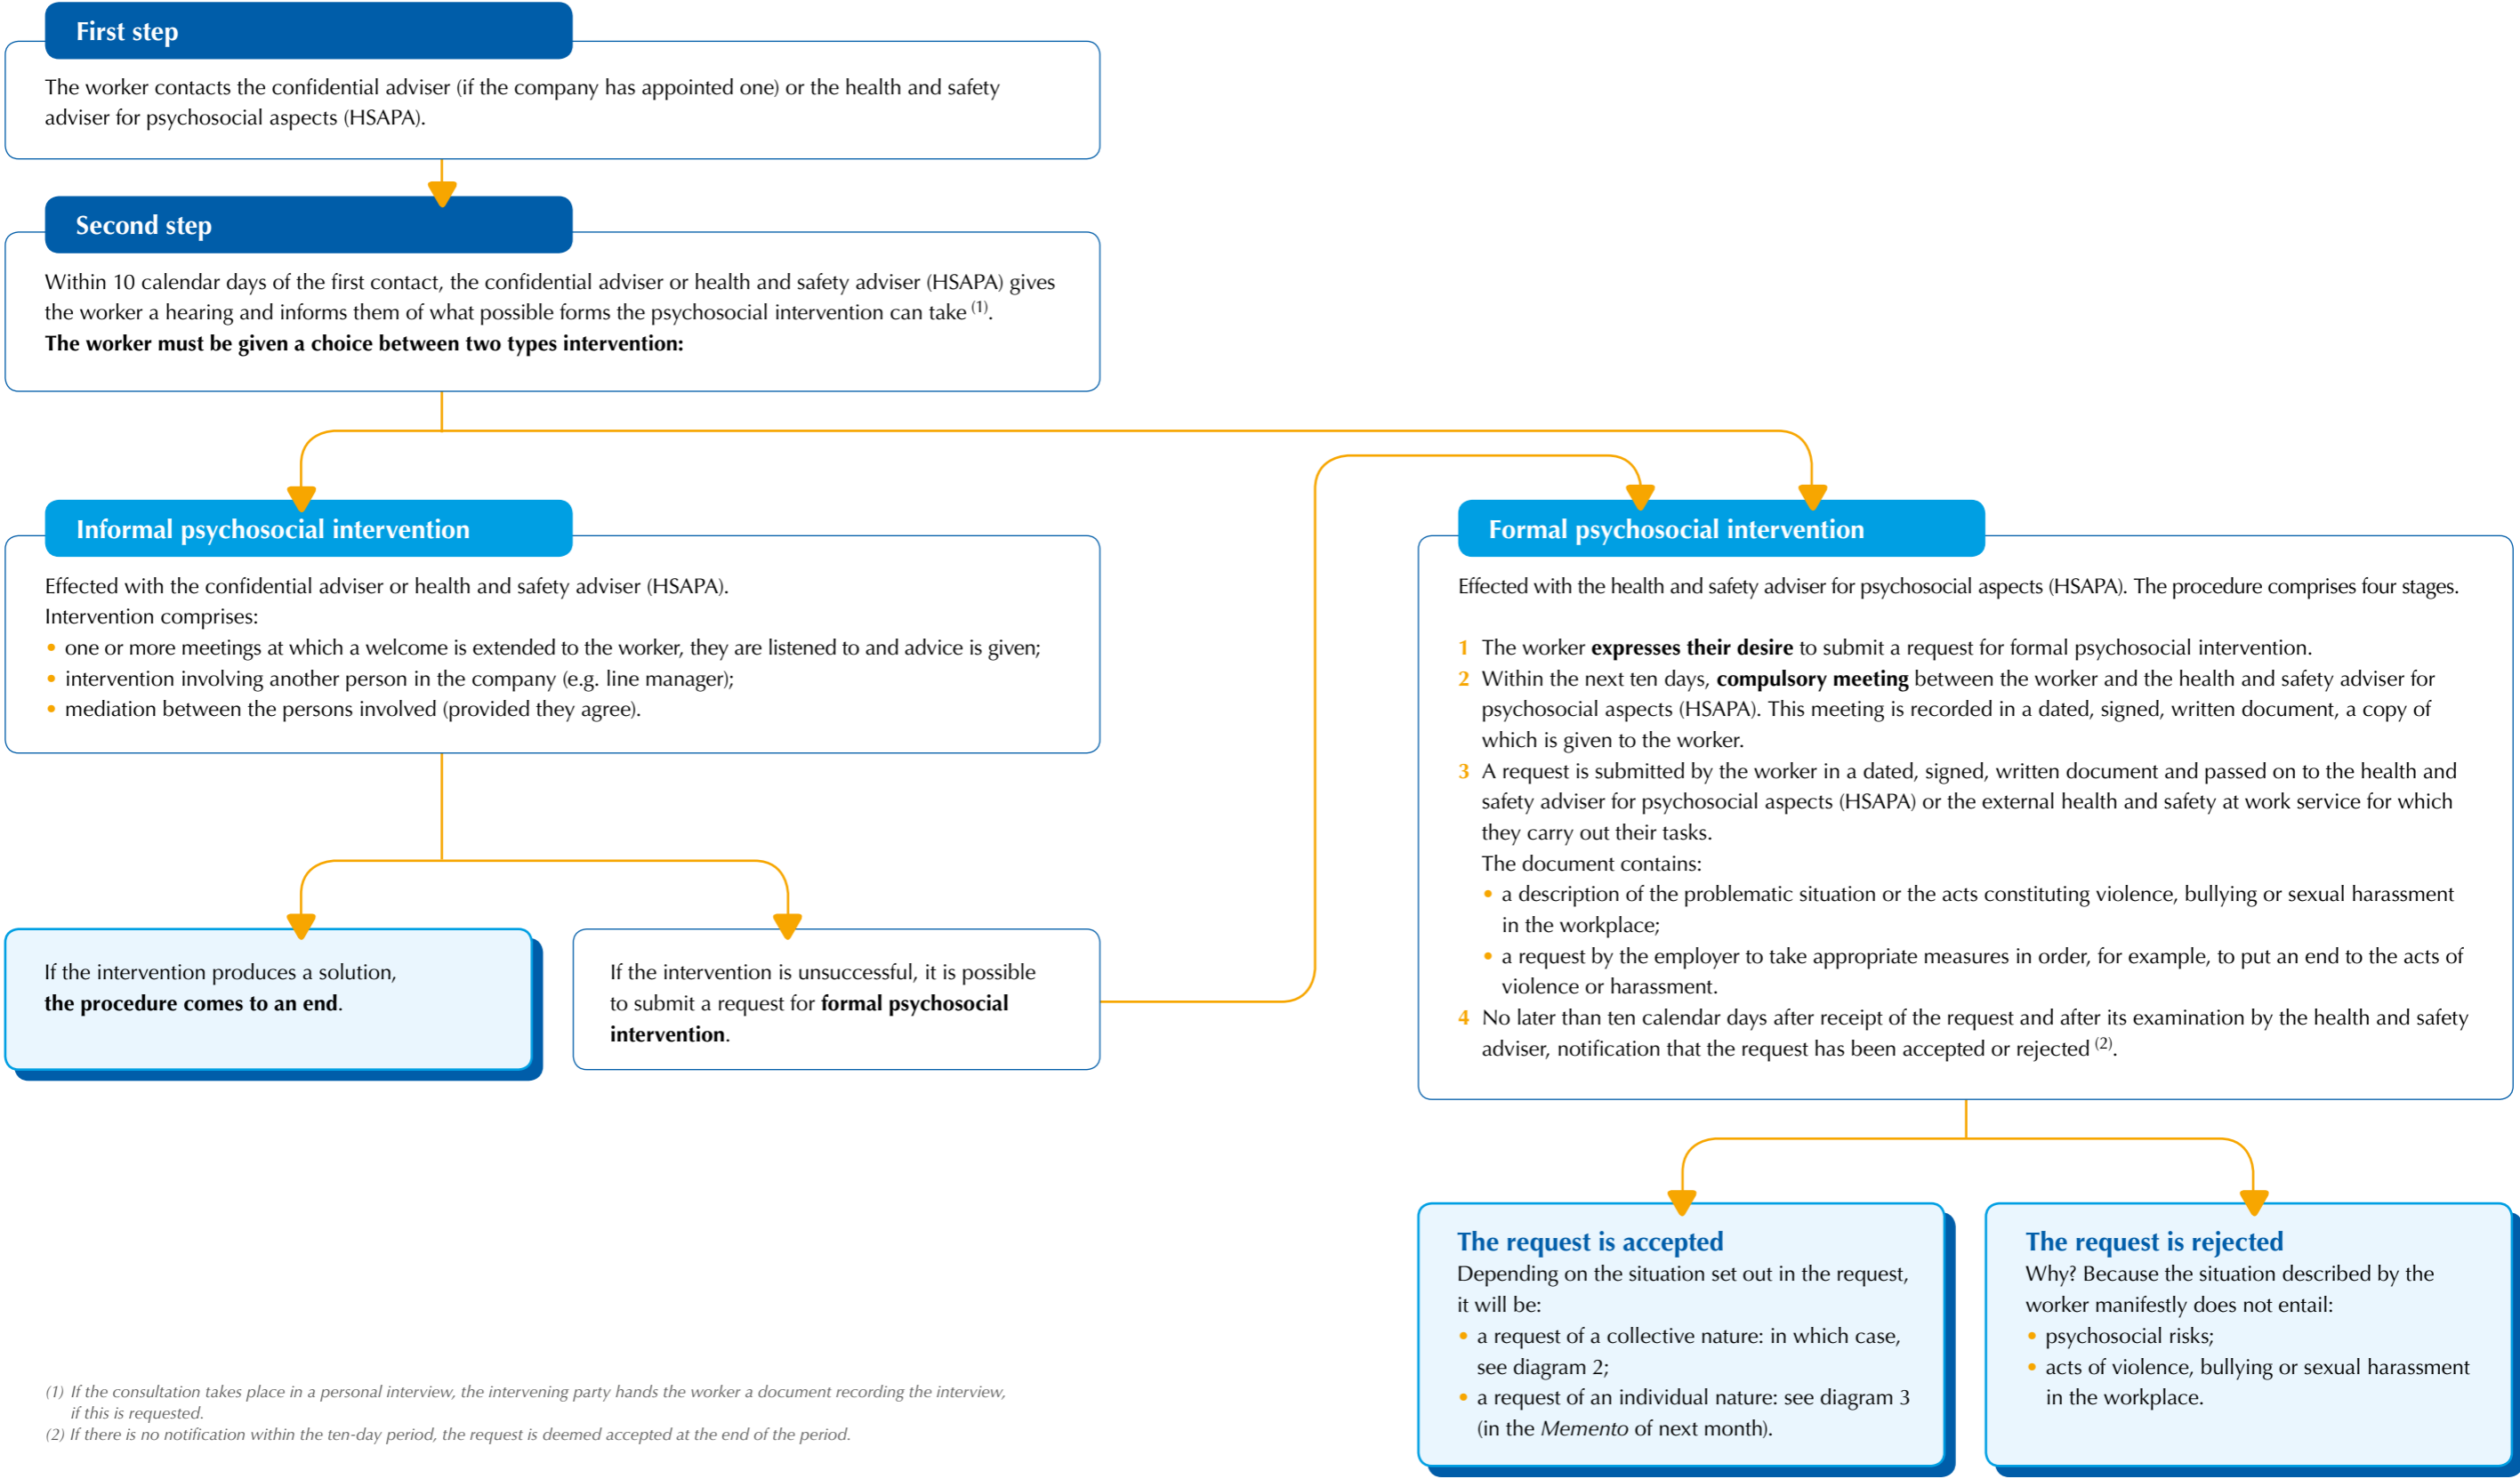 First step
The worker contacts the confidential adviser (if the company has appointed one) or the health and safety
adviser for psychosocial aspects (HSAPA).
Second step
Within 10 calendar days of the first contact, the confidential adviser or health and safety adviser (HSAPA) gives
the worker a hearing and informs them of what possible forms the psychosocial intervention can take (1).
The worker must be given a choice between two types intervention:
Informal psychosocial intervention
Effected with the confidential adviser or health and safety adviser (HSAPA).
Intervention comprises:
• one or more meetings at which a welcome is extended to the worker, they are listened to and advice is given;
• intervention involving another person in the company (e.g. line manager);
• mediation between the persons involved (provided they agree).
If the intervention produces a solution,
the procedure comes to an end.
If the intervention is unsuccessful, it is possible
to submit a request for formal psychosocial
intervention.
Formal psychosocial intervention
Effected with the health and safety adviser for psychosocial aspects (HSAPA). The procedure comprises four stages.
1 The worker expresses their desire to submit a request for formal psychosocial intervention.
2 Within the next ten days, compulsory meeting between the worker and the health and safety adviser for
psychosocial aspects (HSAPA). This meeting is recorded in a dated, signed, written document, a copy of
which is given to the worker.
3 A request is submitted by the worker in a dated, signed, written document and passed on to the health and
safety adviser for psychosocial aspects (HSAPA) or the external health and safety at work service for which
they carry out their tasks.
The document contains:
• a description of the problematic situation or the acts constituting violence, bullying or sexual harassment
in the workplace;
• a request by the employer to take appropriate measures in order, for example, to put an end to the acts of
violence or harassment.
4 No later than ten calendar days after receipt of the request and after its examination by the health and safety
adviser, notification that the request has been accepted or rejected (2).
The request is accepted
Depending on the situation set out in the request,
it will be:
• a request of a collective nature: in which case,
see diagram 2;
• a request of an individual nature: see diagram 3
(in the Memento of next month).
The request is rejected
Why? Because the situation described by the
worker manifestly does not entail:
• psychosocial risks;
• acts of violence, bullying or sexual harassment
in the workplace.
(1) If the consultation takes place in a personal interview, the intervening party hands the worker a document recording the interview,
if this is requested.
(2) If there is no notification within the ten-day period, the request is deemed accepted at the end of the period.